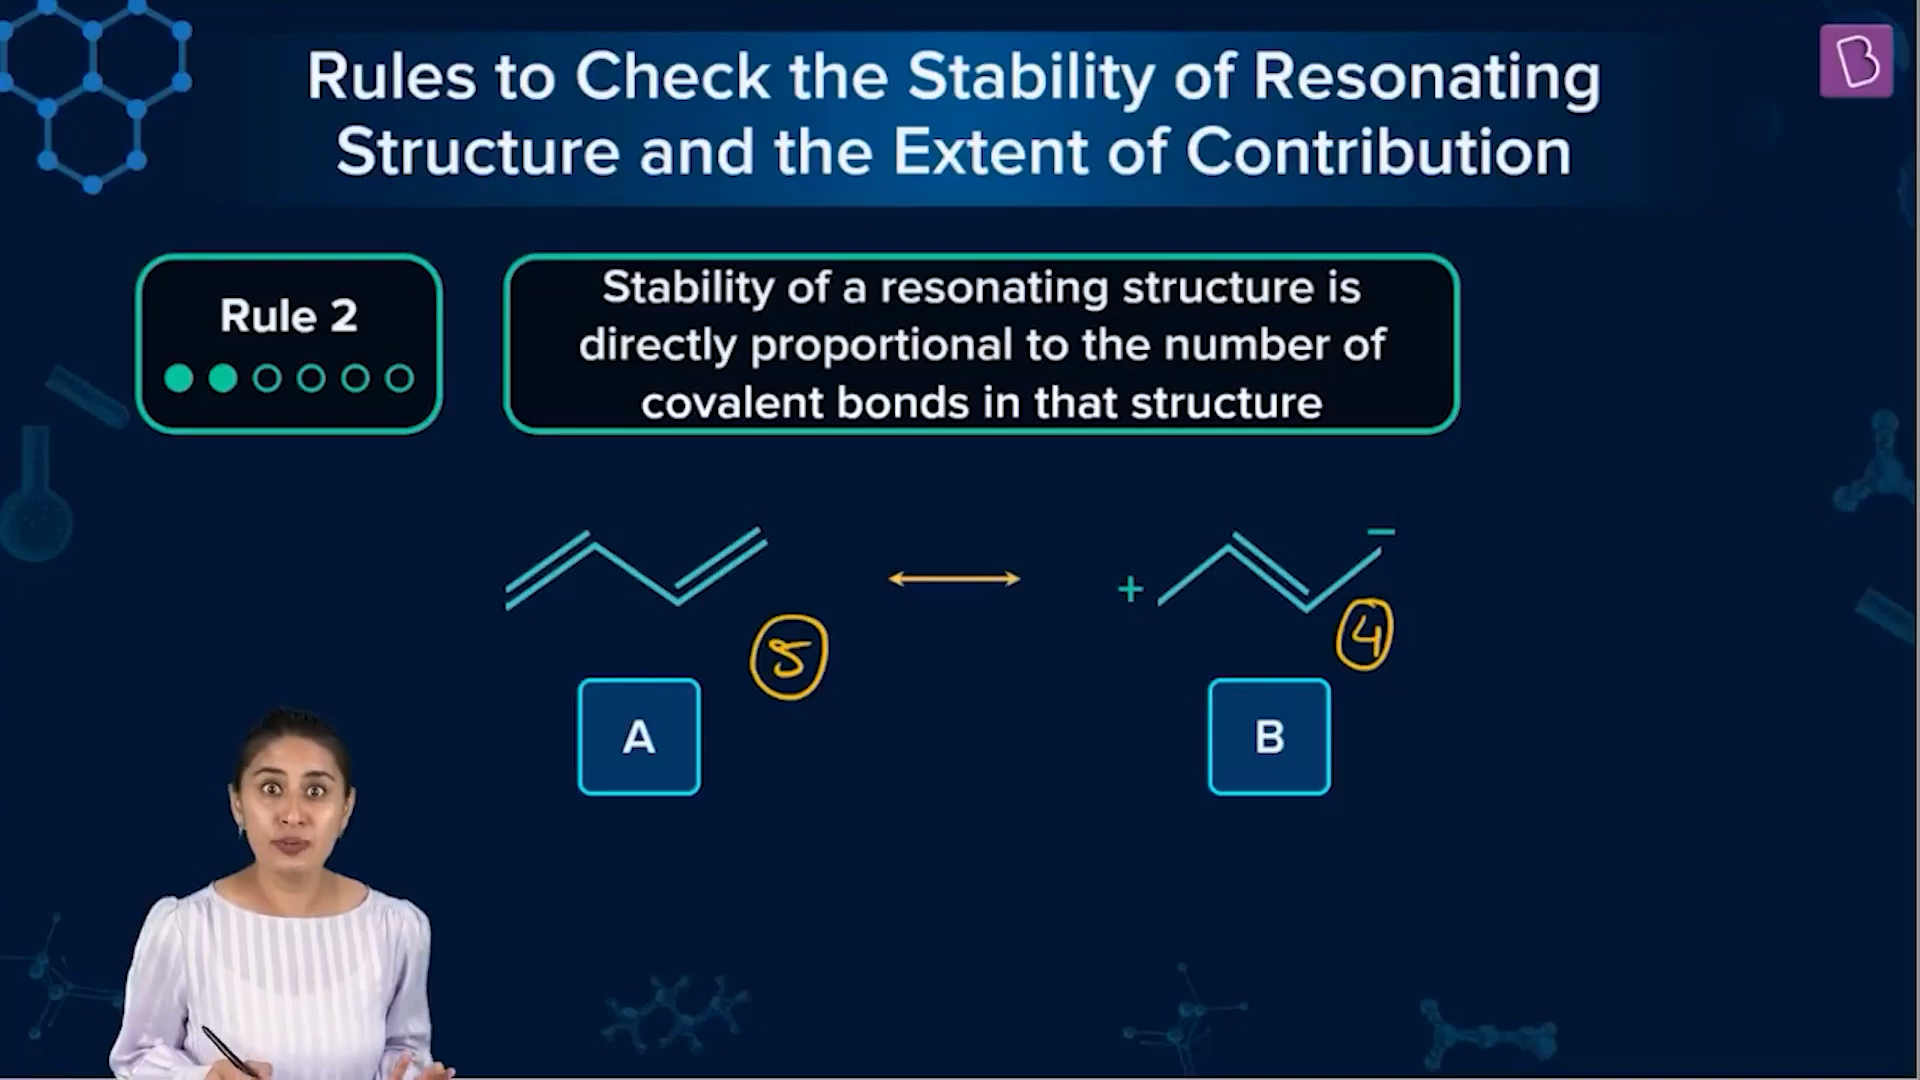 Rules to Check the Stability of Resonating
Structure and the Extent of Contribution
Rule 2
Stability of a resonating structure is
directly proportional to the number of
covalent bonds in that structure
+
−
5
4
A
B